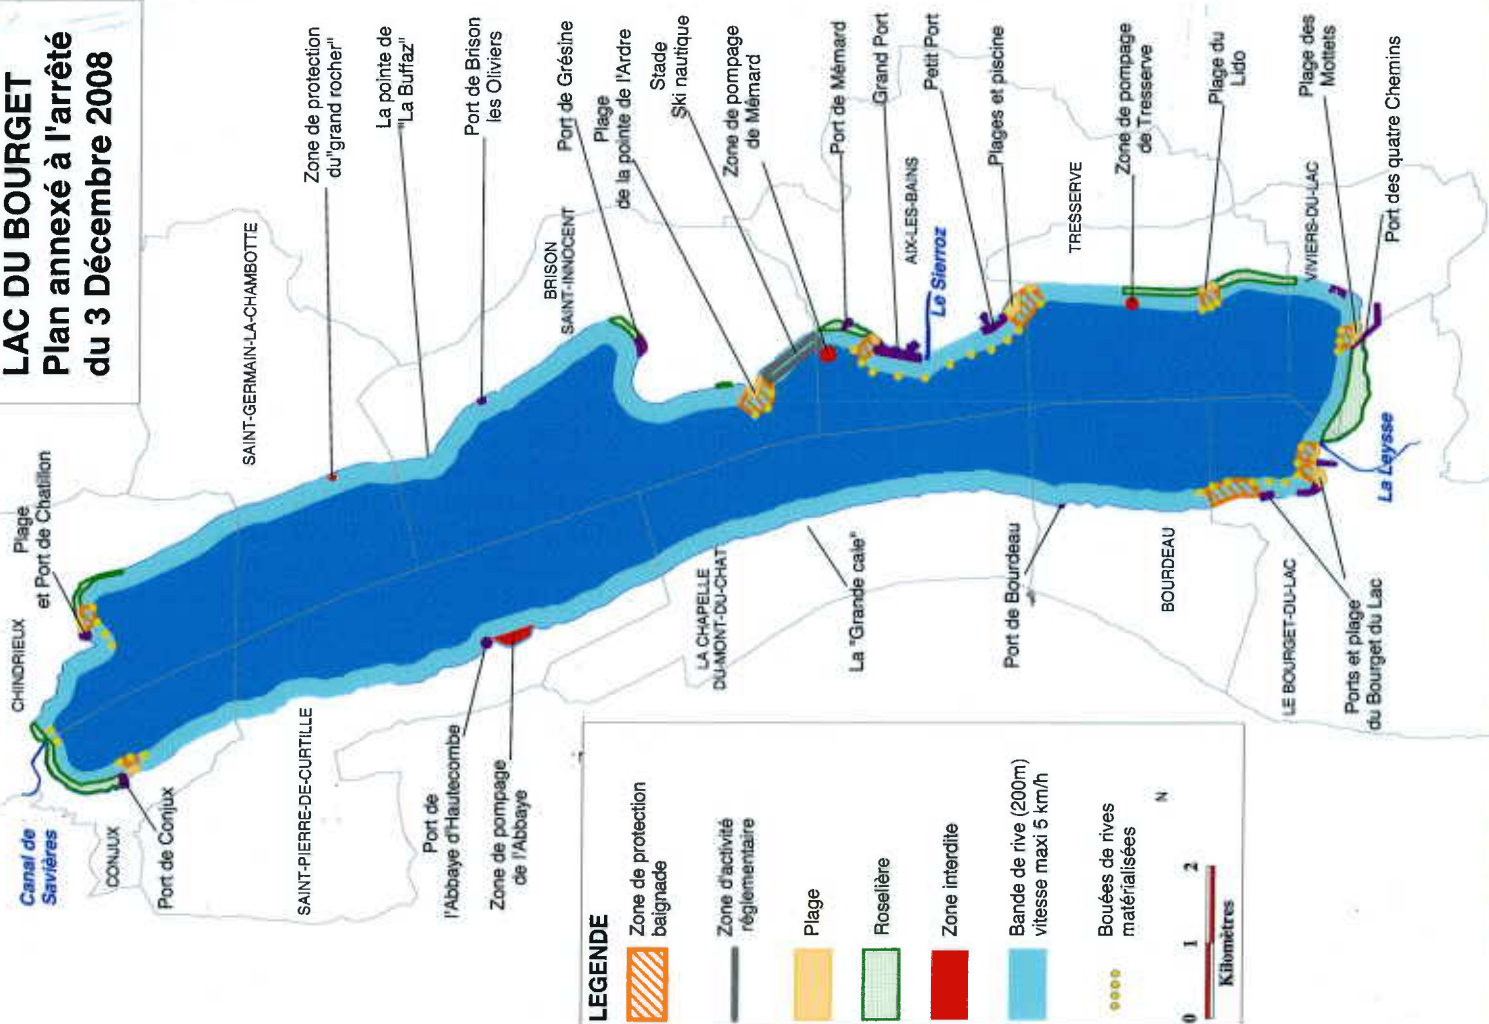 LAC DU BOURGET
Plan annexé à l'arrêté
du 3 Décembre 2008
Zone de protection
du"grand rocher"
La pointe de
"La Buffaz"
Port de Brison
les Oliviers
Port de Grésine
Plage
de la pointe de l'Ardre
Stade
Ski nautique
Zone de pompage
de Mémard
Port de Mémard
Grand Port
Petit Port
Plages et piscine
Zone de pompage
de Tresserve
Plage du
Lido
Plage des
Mottets
Port des quatre Chemins
SAINT-GERMAIN-LA-CHAMBOTTE
BRISON
SAINT-INNOCENT
AIX-LES-BAINS
Le Sierroz
TRESSERVE
VIVIERS-DU-LAC
Plage
et Port de Chatillon
CHINDRIEUX
Canal de
Savières
CONJUX
Port de Conjux
SAINT-PIERRE-DE-CURTILLE
Port de
l'Abbaye d'Hautecombe
Zone de pompage
de l'Abbaye
LA CHAPELLE
DU-MONT-DU-CHAT
La "Grande cale"
Port de Bourdeau
BOURDEAU
LE BOURGET-DU-LAC
Ports et plage
du Bourget du Lac
La Leysse
LEGENDE
Zone de protection
baignade
Zone d'activité
réglementaire
Plage
Roselière
Zone interdite
Bande de rive (200m)
vitesse maxi 5 km/h
Bouées de rives
matérialisées
N
0 1 2
Kilomètres